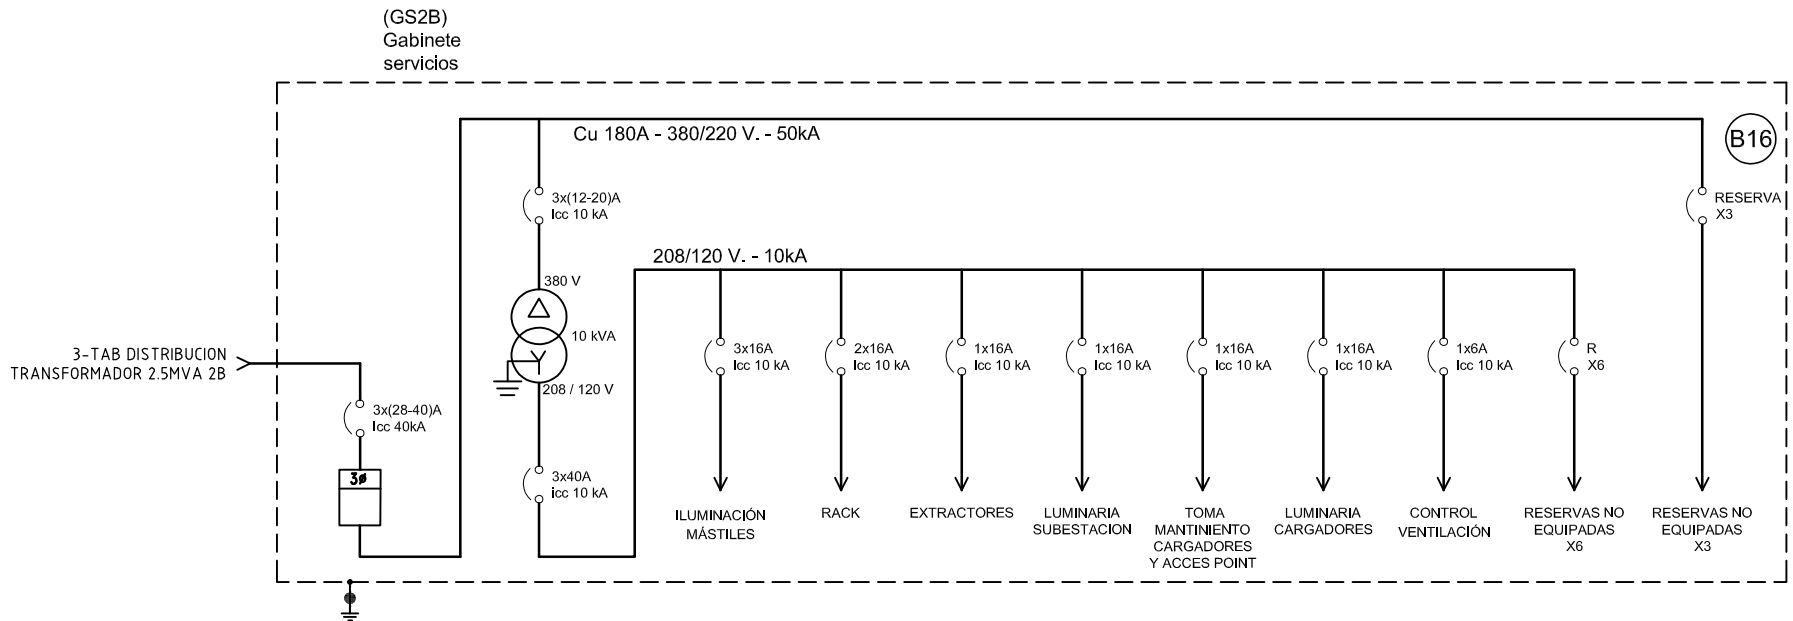 (GS2B)
Gabinete
servicios
Cu 180A - 380/220 V. - 50kA
B16
3x(12-20)A
Icc 10 kA
RESERVA
X3
208/120 V. - 10kA
380 V
10 kVA
208 / 120 V
3-TAB DISTRIBUCION
TRANSFORMADOR 2.5MVA 2B
3x(28-40)A
Icc 40kA
3ø
3x40A
Icc 10 kA
3x16A
Icc 10 kA
2x16A
Icc 10 kA
1x16A
Icc 10 kA
1x16A
Icc 10 kA
1x16A
Icc 10 kA
1x16A
Icc 10 kA
1x6A
Icc 10 kA
R
X6
ILUMINACIÓN
MÁSTILES
RACK
EXTRACTORES
LUMINARIA
SUBESTACION
TOMA
MANTINIENTO
CARGADORES
Y ACCES POINT
LUMINARIA
CARGADORES
CONTROL
VENTILACIÓN
RESERVAS NO
EQUIPADAS
X6
RESERVAS NO
EQUIPADAS
X3